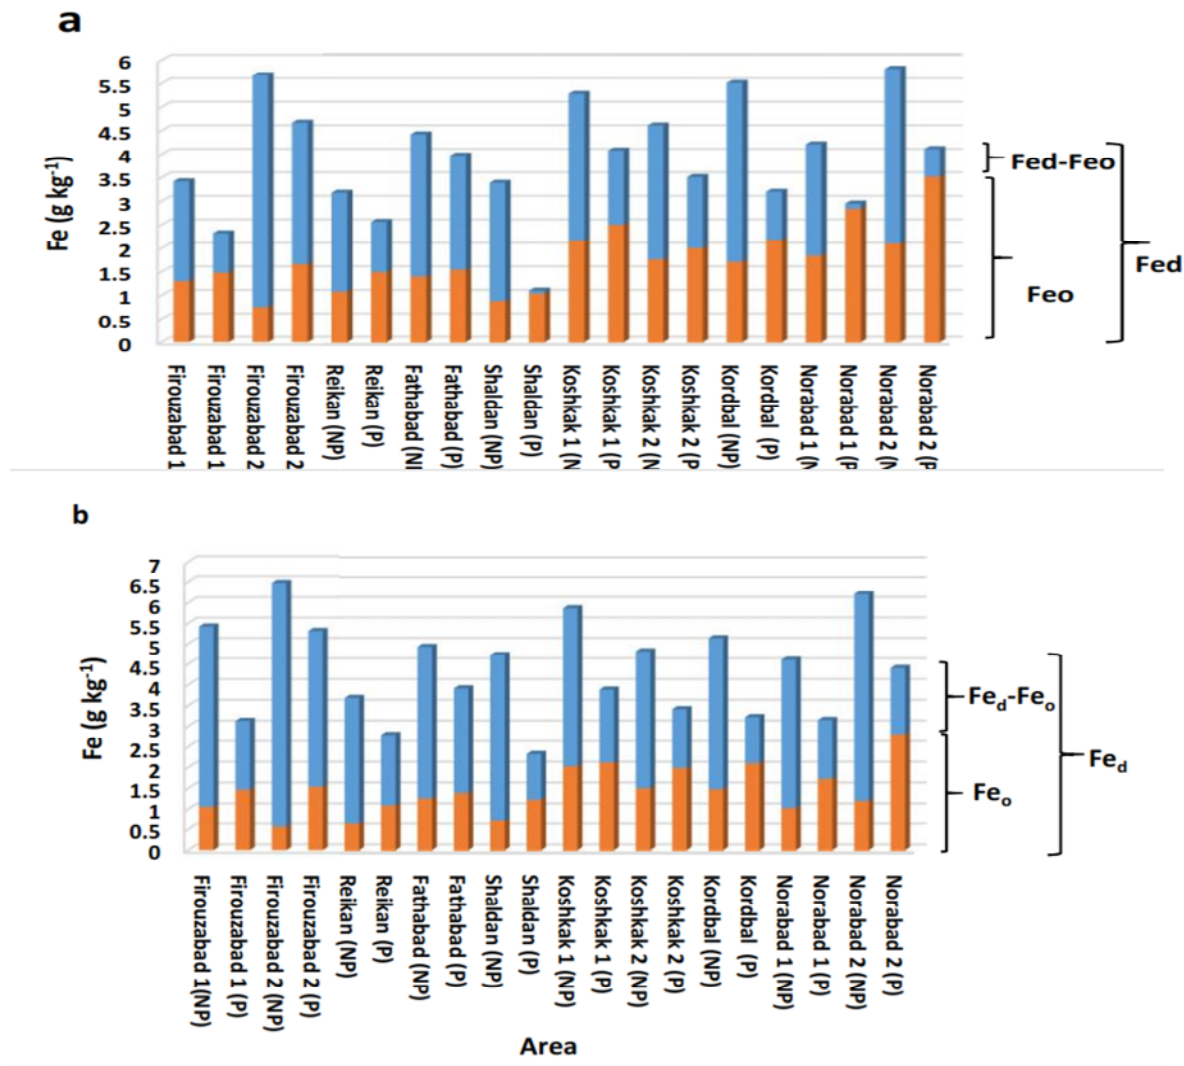 a
6
5.5
5
4.5
4
3.5
3
2.5
2
1.5
1
0.5
0
Fe (g kg-1)
Firouzabad 1
Firouzabad 1
Firouzabad 2
Firouzabad 2
Reikan (NP)
Reikan (P)
Fathabad (NI
Fathabad (P)
Shaldan (NP)
Shaldan (P)
Koshkak 1 (N
Koshkak 1 (P
Koshkak 2 (N
Koshkak 2 (P
Kordbal (NP)
Kordbal (P)
Norabad 1 (N
Norabad 1 (P
Norabad 2 (N
Norabad 2 (P
Fed-Feo
Feo
Fed
b
7
6.5
6
5.5
5
4.5
4
3.5
3
2.5
2
1.5
1
0.5
0
Fe (g kg-1)
Firouzabad 1(NP)
Firouzabad 1 (P)
Firouzabad 2 (NP)
Firouzabad 2 (P)
Reikan (NP)
Reikan (P)
Fathabad (NP)
Fathabad (P)
Shaldan (NP)
Shaldan (P)
Koshkak 1 (NP)
Koshkak 1 (P)
Koshkak 2 (NP)
Koshkak 2 (P)
Kordbal (NP)
Kordbal (P)
Norabad 1 (NP)
Norabad 1 (P)
Norabad 2 (NP)
Norabad 2 (P)
Fed-Feo
Feo
Fed
Area